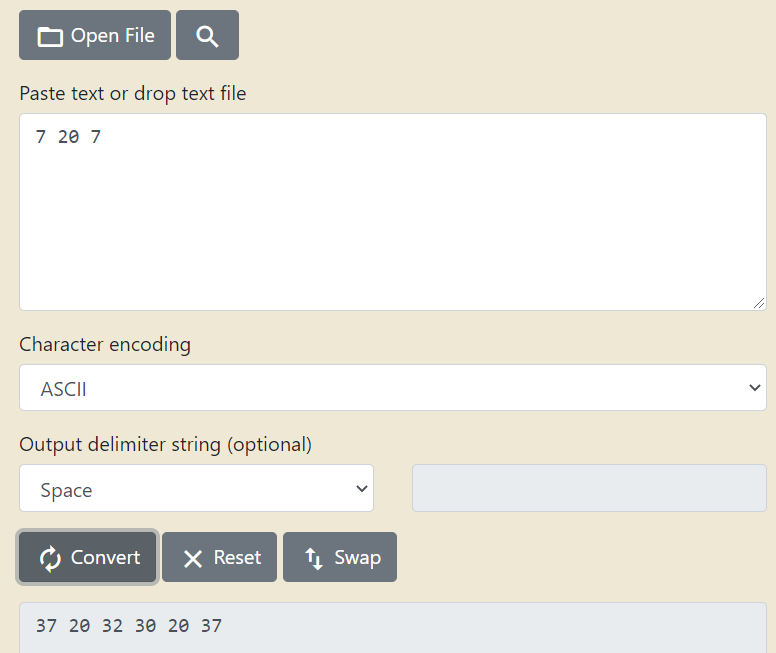 Open File
Paste text or drop text file
7 20 7
Character encoding
ASCII
Output delimiter string (optional)
Space
Convert Reset Swap
37 20 32 30 20 37